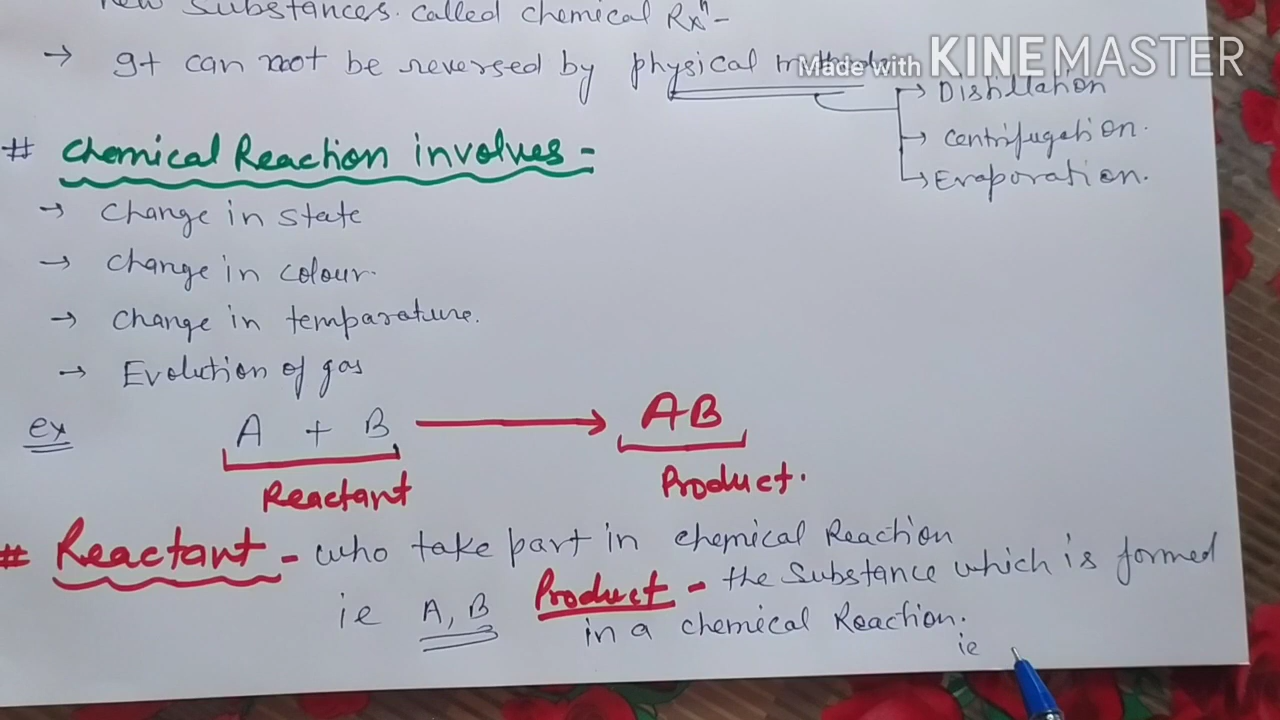 new substances. called chemical Rxⁿ-
→ It can not be reversed by physical methods
Made with KINEMASTER
→ Distillation
→ Centrifugation.
→ Evaporation.
# Chemical Reaction involves -
→ Change in state
→ Change in colour.
→ Change in temparature.
→ Evolution of gas
ex A + B → AB
Reactant Product.
# Reactant - who take part in chemical Reaction
ie A, B
Product - the substance which is formed
in a chemical Reaction.
ie